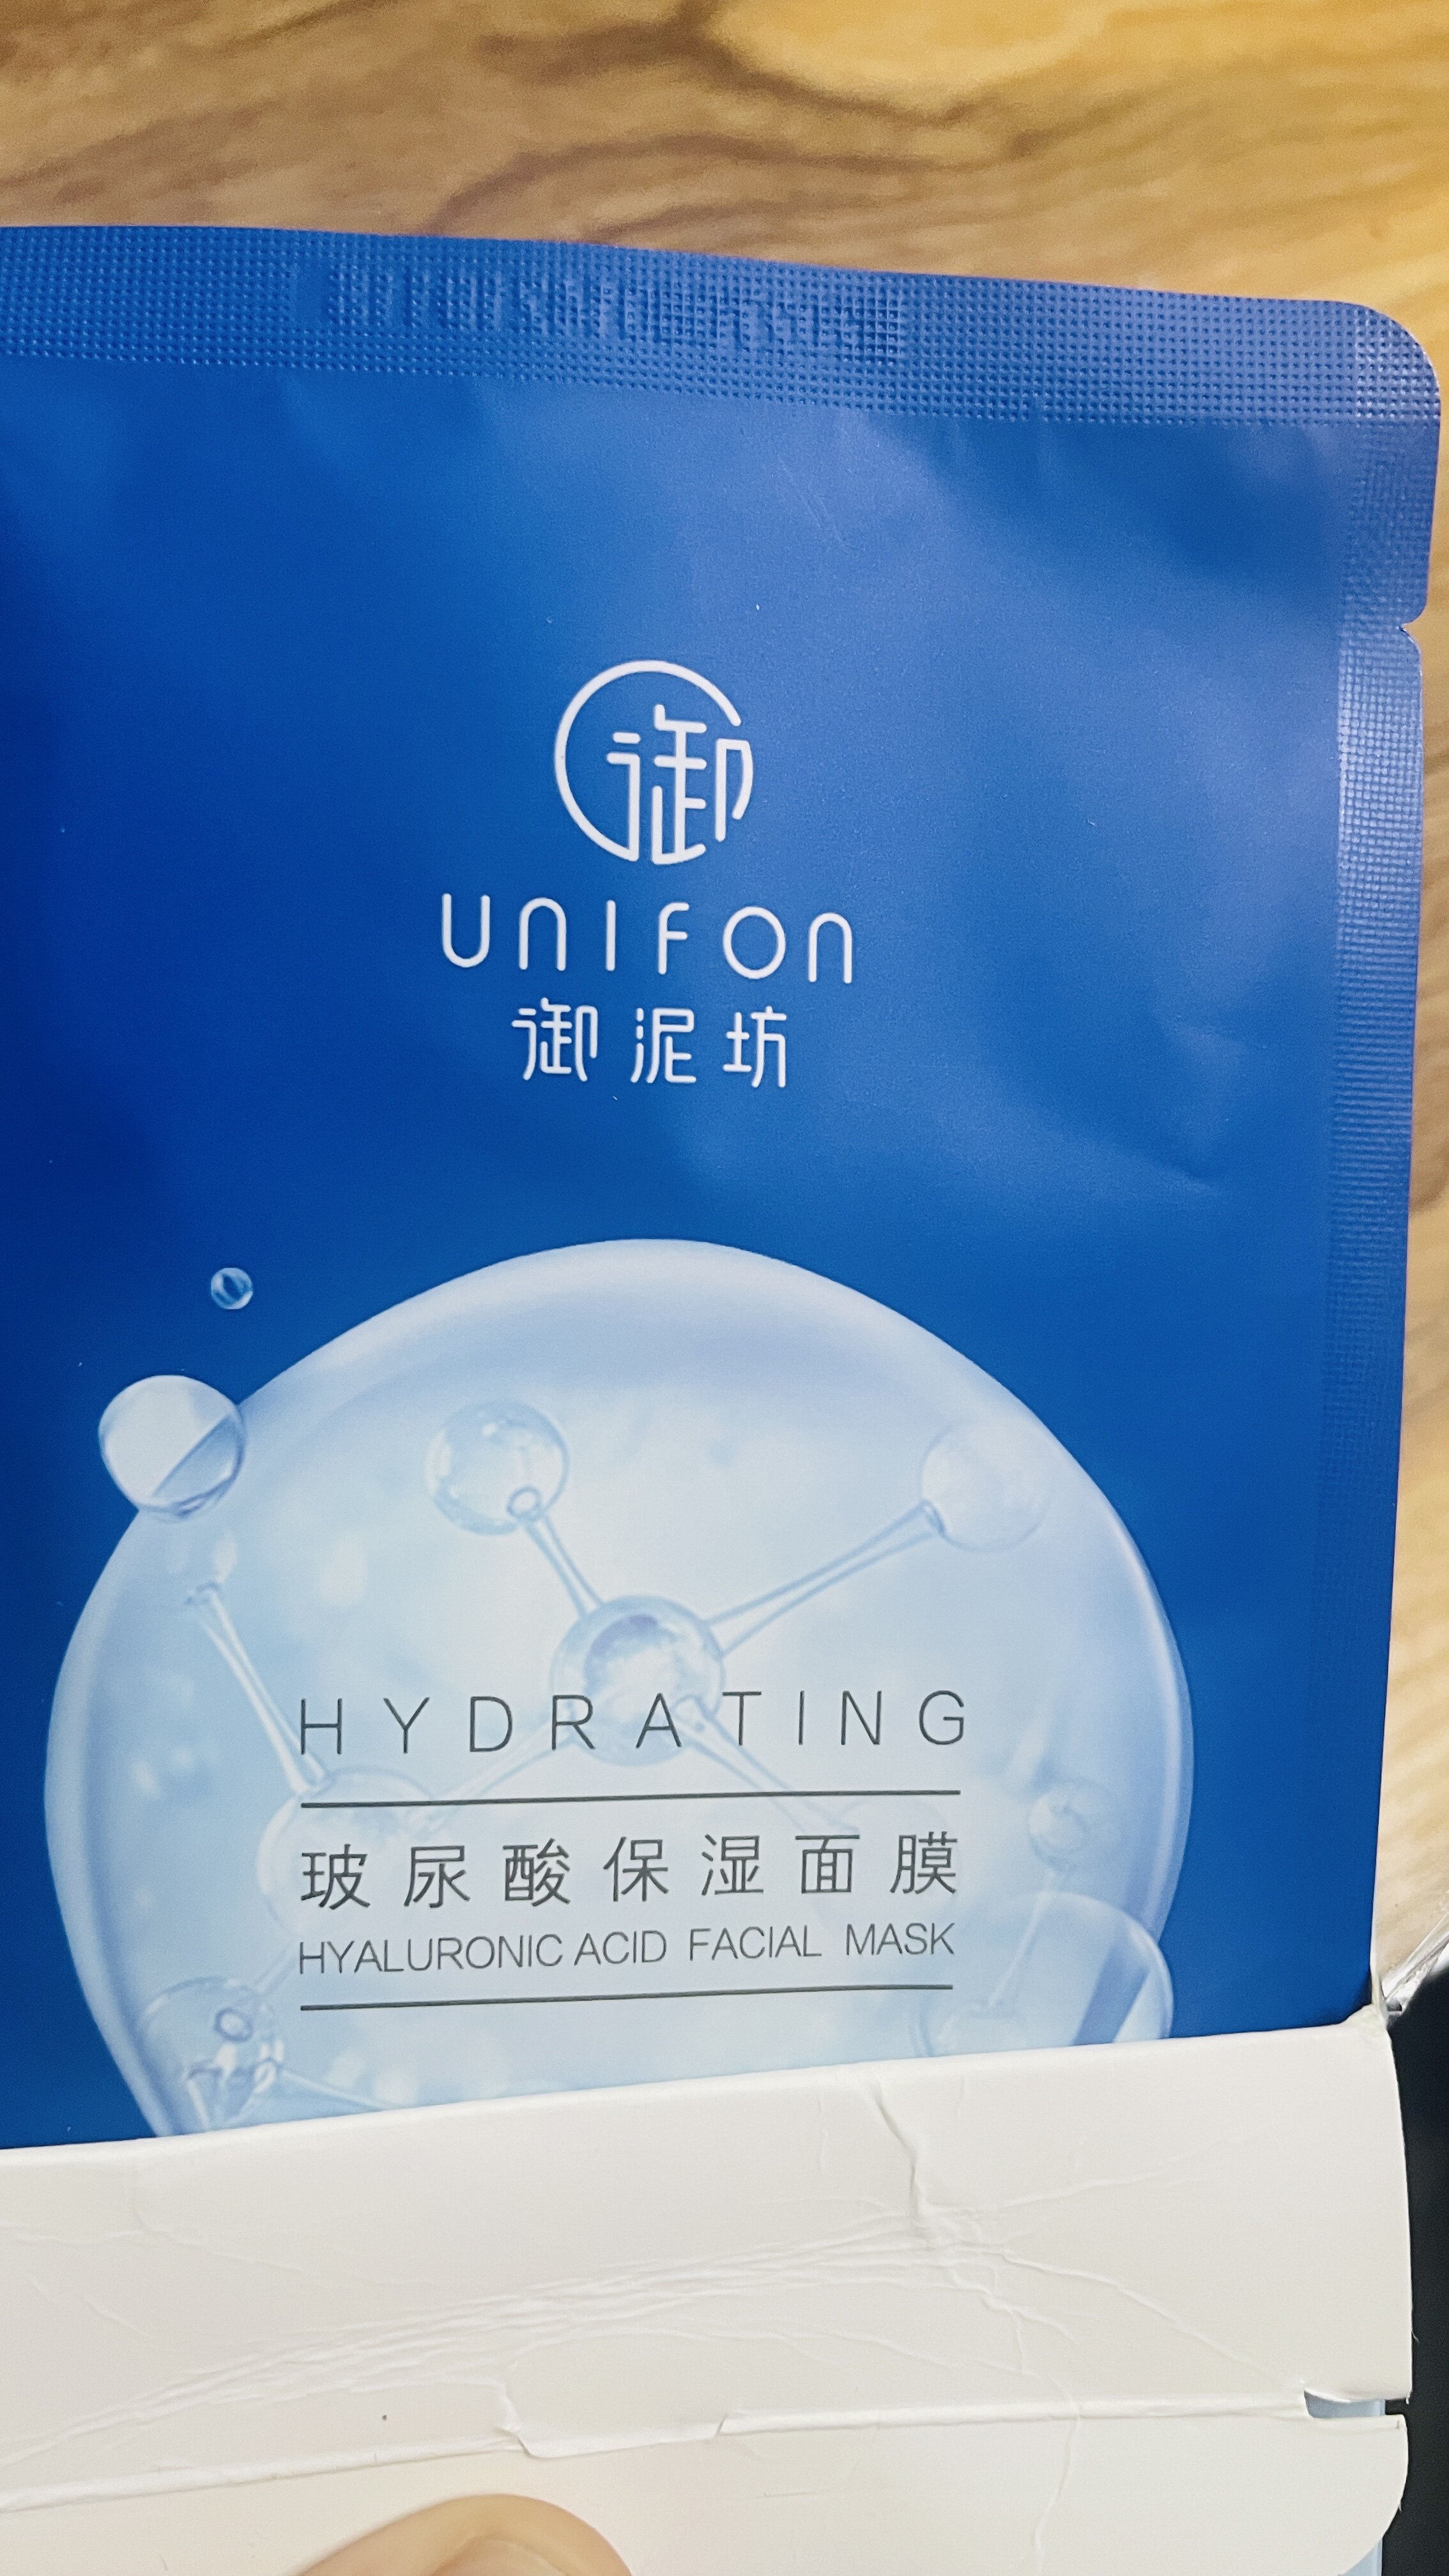 御
UNIFON
御泥坊
HYDRATING
玻尿酸保湿面膜
HYALURONIC ACID FACIAL MASK